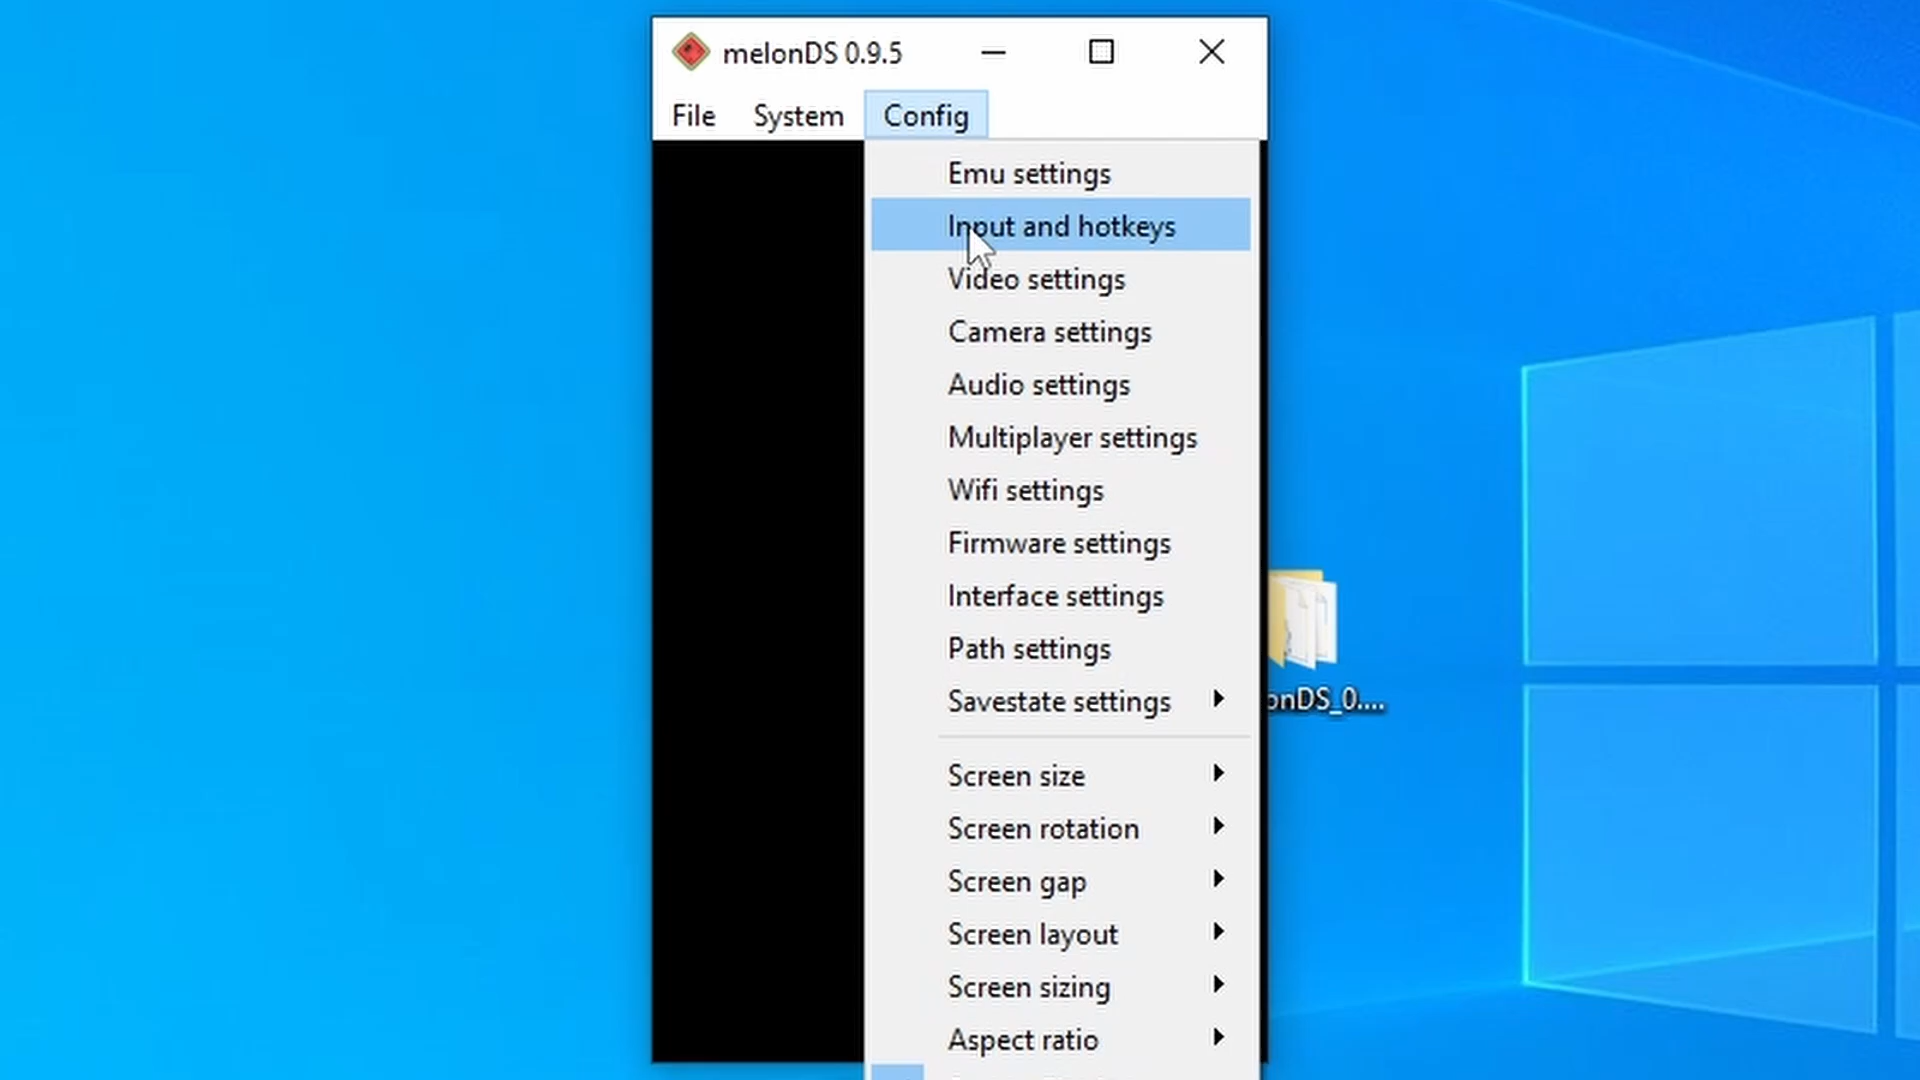 melonDS 0.9.5
File System Config
Emu settings
Input and hotkeys
Video settings
Camera settings
Audio settings
Multiplayer settings
Wifi settings
Firmware settings
Interface settings
Path settings
Savestate settings
onDS_0....
Screen size
Screen rotation
Screen gap
Screen layout
Screen sizing
Aspect ratio